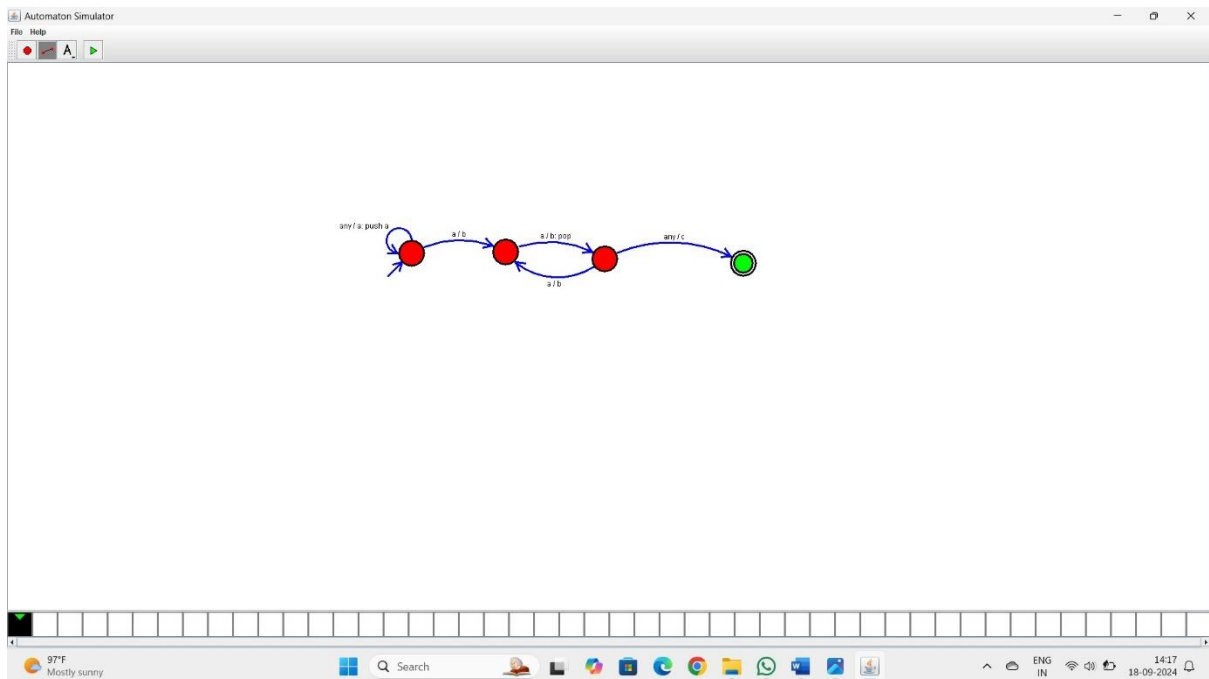 Automaton Simulator
File Help
A
any / a: push a
a / b
a / b: pop
any / c
a / b
97°F
Mostly sunny
Search
ENG
IN
14:17
18-09-2024